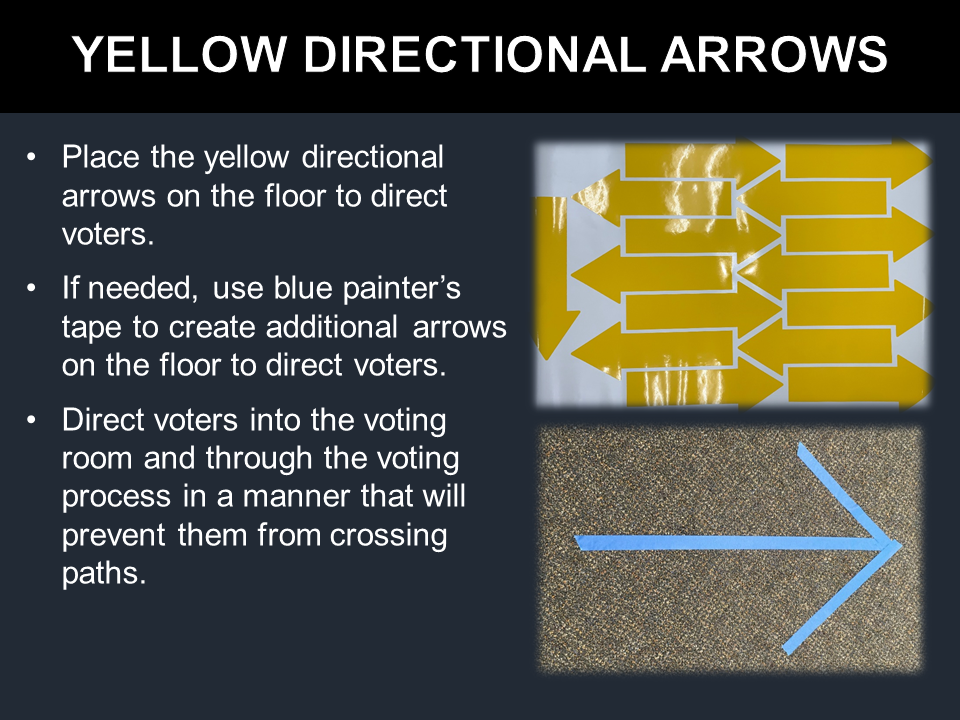 YELLOW DIRECTIONAL ARROWS
• Place the yellow directional
arrows on the floor to direct
voters.
• If needed, use blue painter’s
tape to create additional arrows
on the floor to direct voters.
• Direct voters into the voting
room and through the voting
process in a manner that will
prevent them from crossing
paths.